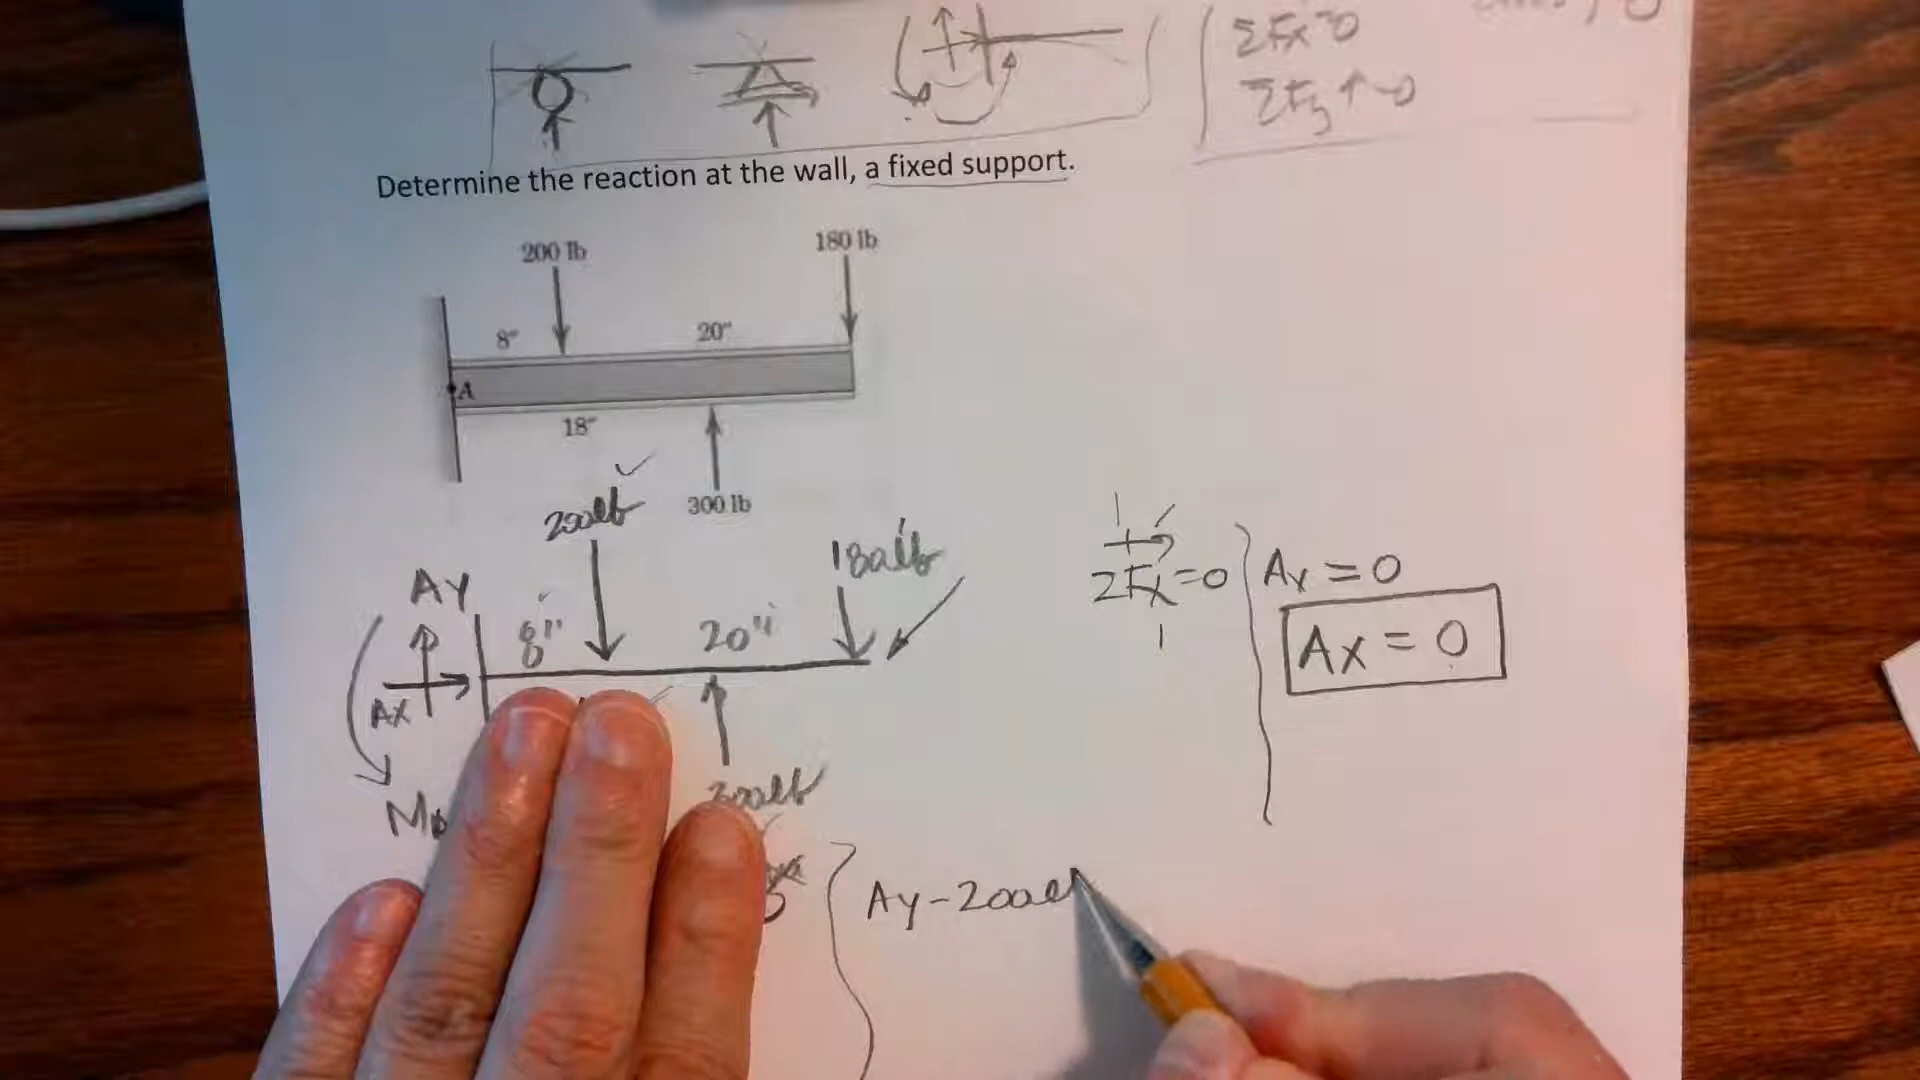 ΣFx=0
ΣFy↑=0
Determine the reaction at the wall, a fixed support.
200 lb
180 lb
8"
20"
A
18"
300 lb
200lb
180lb
Ay
8"
20"
Ax
300lb
ΣFx=0
Ax = 0
Ax = 0
Ay-200lb